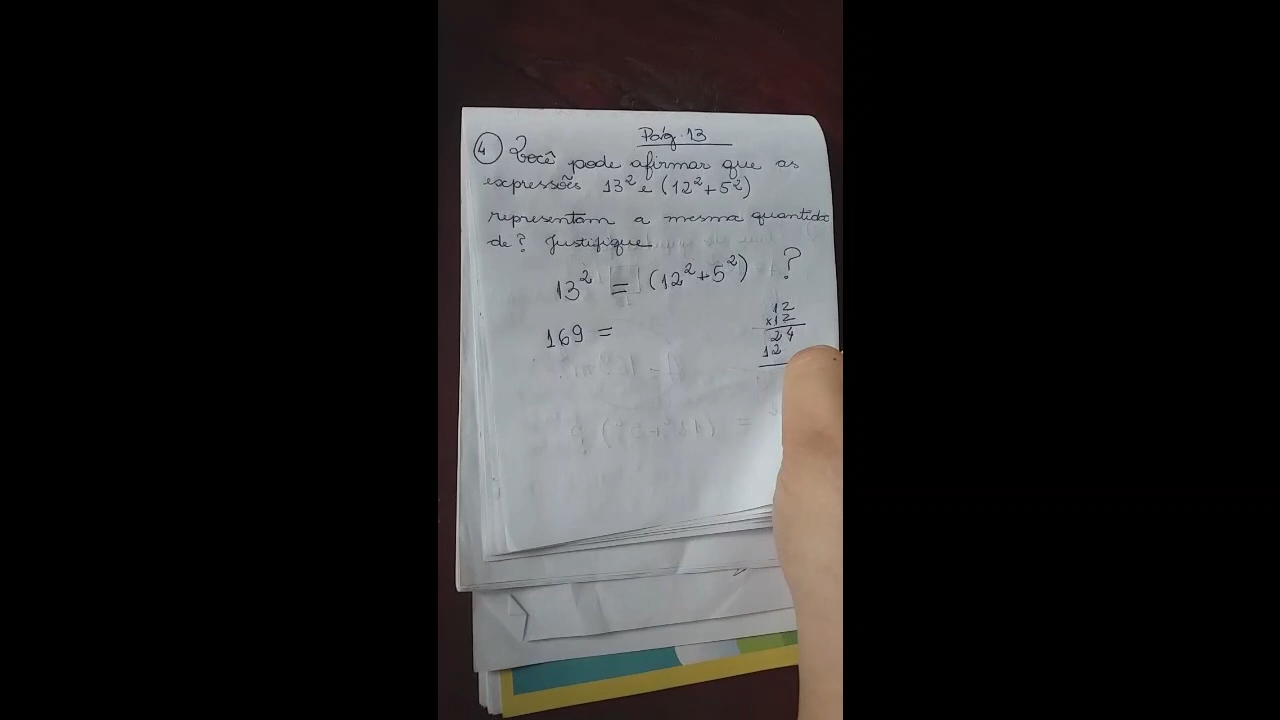 Pág. 13
4 Você pode afirmar que as
expressões 13² e (12² + 5²)
representam a mesma quantida
de? Justifique
13² = (12² + 5²) ?
169 =
12
x12
24
12